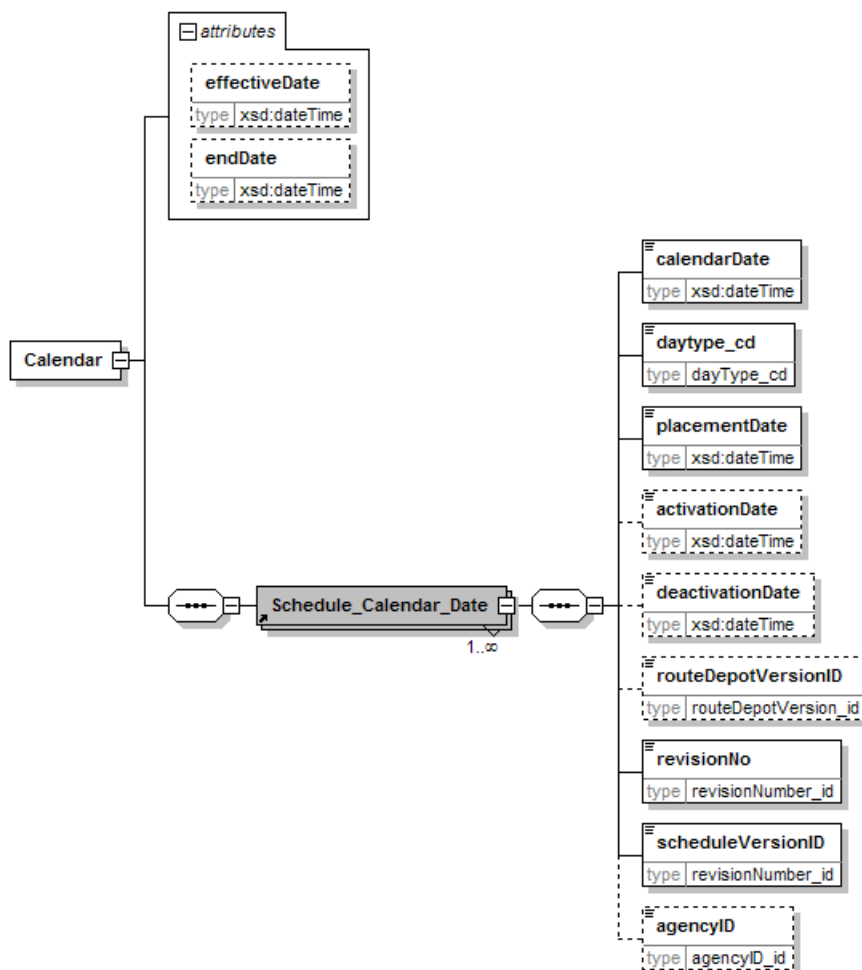 attributes
effectiveDate
type xsd:dateTime
endDate
type xsd:dateTime
calendarDate
type xsd:dateTime
daytype_cd
type dayType_cd
Calendar
placementDate
type xsd:dateTime
activationDate
type xsd:dateTime
deactivationDate
type xsd:dateTime
Schedule_Calendar_Date
1..∞
routeDepotVersionID
type routeDepotVersion_id
revisionNo
type revisionNumber_id
scheduleVersionID
type revisionNumber_id
agencyID
type agencyID_id